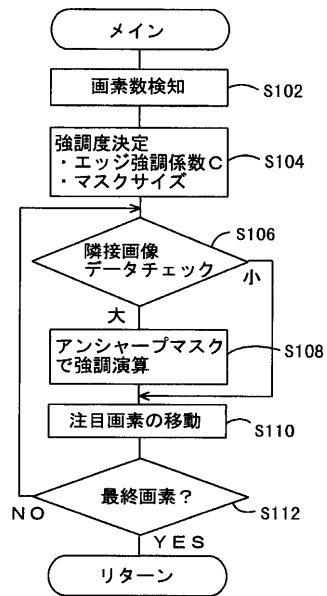 メイン
画素数検知
S102
強調度決定
・エッジ強調係数C
・マスクサイズ
S104
隣接画像
データチェック
S106
小
大
アンシャープマスク
で強調演算
S108
注目画素の移動
S110
最終画素?
S112
NO
YES
リターン